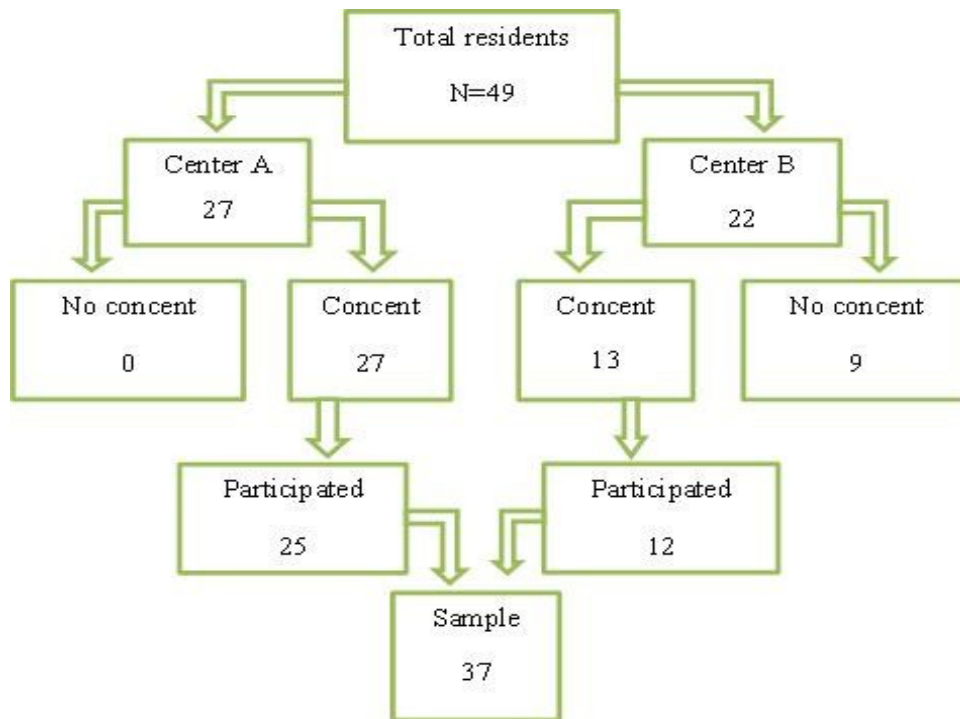 Total residents
N=49
Center A
27
Center B
22
No concent
0
Concent
27
Concent
13
No concent
9
Participated
25
Participated
12
Sample
37